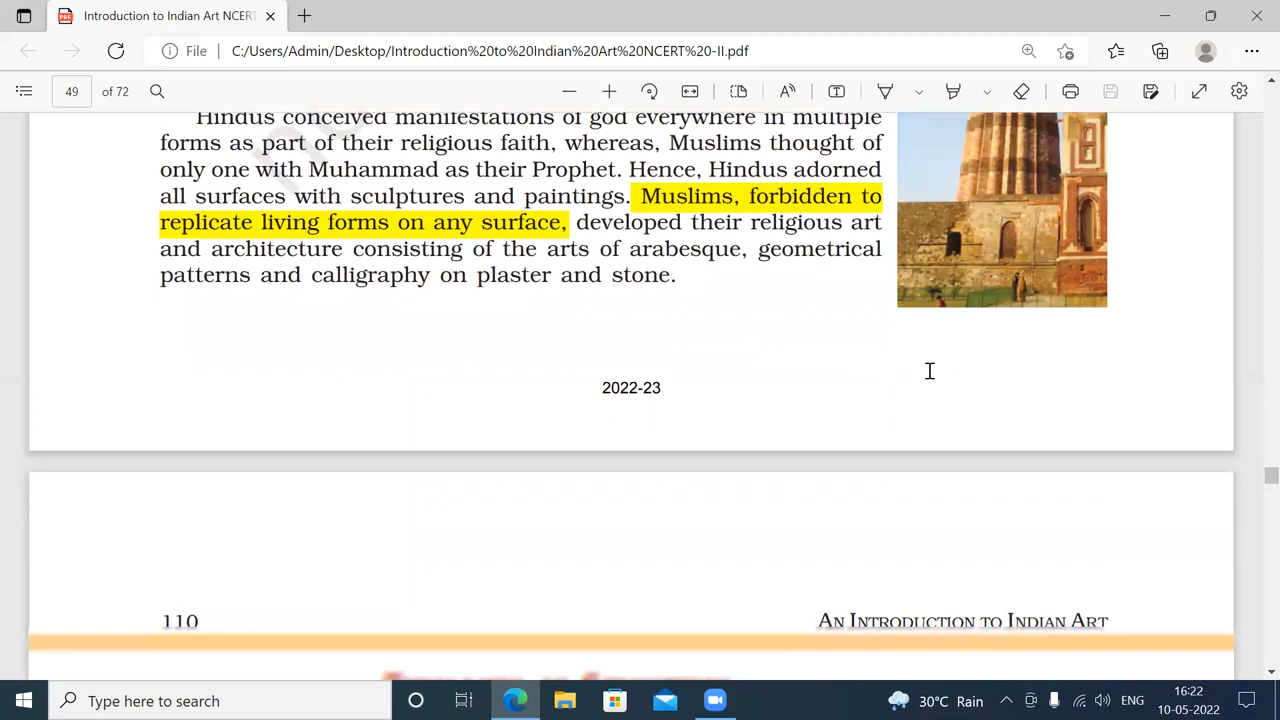 Introduction to Indian Art NCERT
File
C:/Users/Admin/Desktop/Introduction%20to%20Indian%20Art%20NCERT%20-II.pdf
49 of 72
Hindus conceived manifestations of god everywhere in multiple
forms as part of their religious faith, whereas, Muslims thought of
only one with Muhammad as their Prophet. Hence, Hindus adorned
all surfaces with sculptures and paintings. Muslims, forbidden to
replicate living forms on any surface, developed their religious art
and architecture consisting of the arts of arabesque, geometrical
patterns and calligraphy on plaster and stone.
2022-23
110
AN INTRODUCTION TO INDIAN ART
Type here to search
30°C Rain
ENG
16:22
10-05-2022